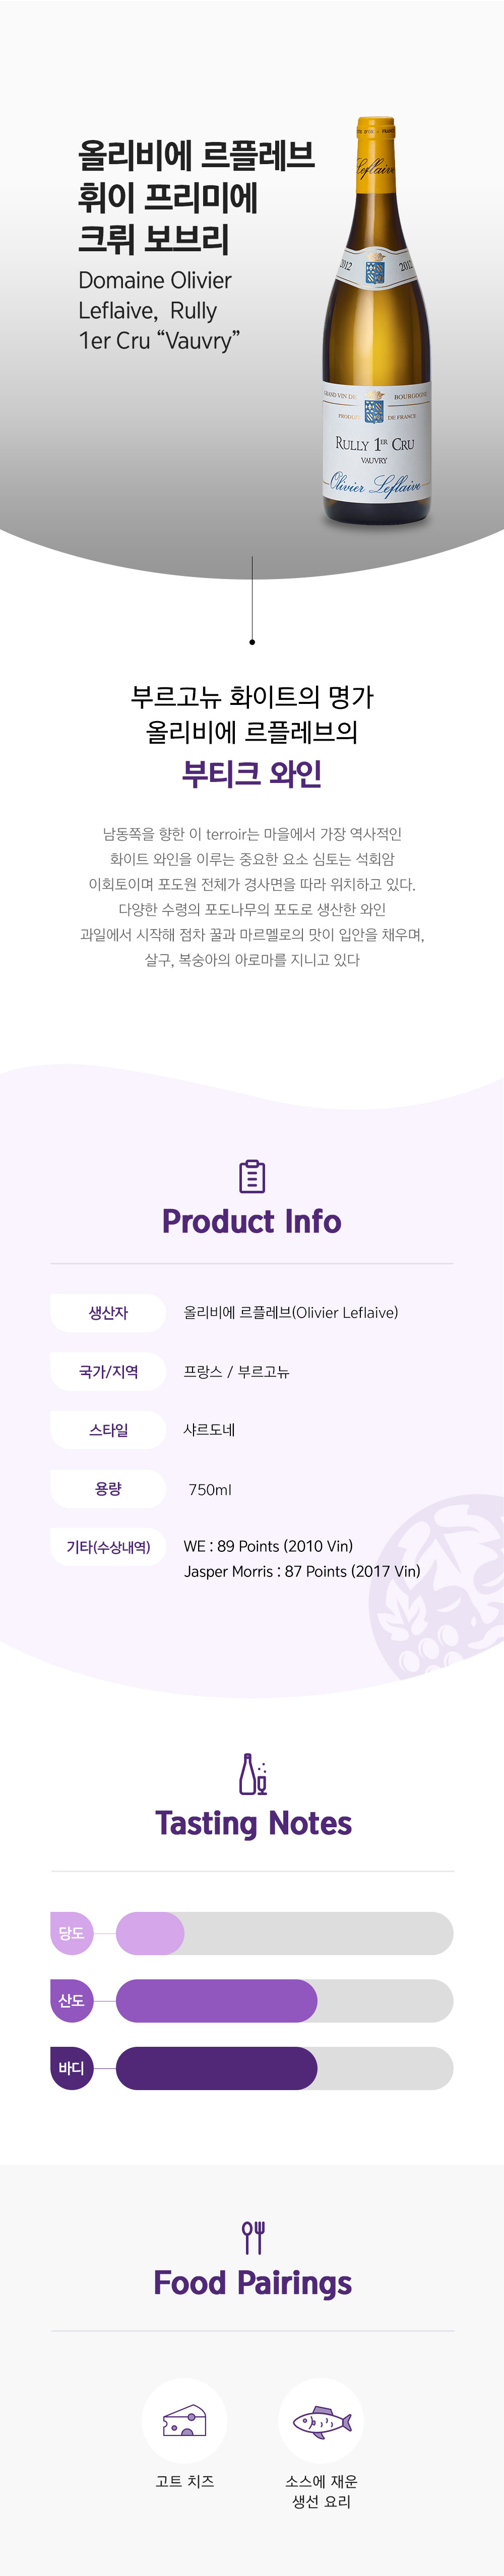 올리비에 르플레브
휘이 프리미에
크뤼 보브리
Domaine Olivier
Leflaive, Rully
1er Cru “Vauvry”
Leflaive
2012
2012
GRAND VIN DE BOURGOGNE
PRODUIT DE FRANCE
RULLY 1ER CRU
VAUVRY
Olivier Leflaive
부르고뉴 화이트의 명가
올리비에 르플레브의
부티크 와인
남동쪽을 향한 이 terroir는 마을에서 가장 역사적인
화이트 와인을 이루는 중요한 요소 심토는 석회암
이회토이며 포도원 전체가 경사면을 따라 위치하고 있다.
다양한 수령의 포도나무의 포도로 생산한 와인
과일에서 시작해 점차 꿀과 마르멜로의 맛이 입안을 채우며,
살구, 복숭아의 아로마를 지니고 있다
Product Info
생산자 올리비에 르플레브(Olivier Leflaive)
국가/지역 프랑스 / 부르고뉴
스타일 샤르도네
용량 750ml
기타(수상내역) WE : 89 Points (2010 Vin)
Jasper Morris : 87 Points (2017 Vin)
Tasting Notes
당도
산도
바디
Food Pairings
고트 치즈 소스에 재운
생선 요리